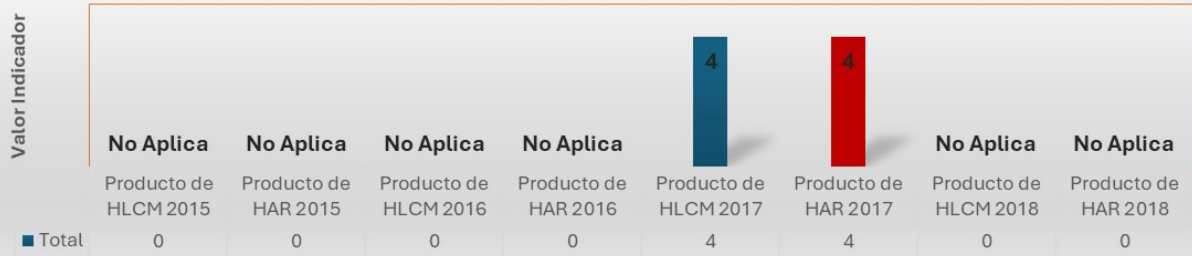 Valor Indicador
4 4
No Aplica No Aplica No Aplica No Aplica No Aplica No Aplica
Producto de Producto de Producto de Producto de Producto de Producto de Producto de Producto de
HLCM 2015 HAR 2015 HLCM 2016 HAR 2016 HLCM 2017 HAR 2017 HLCM 2018 HAR 2018
Total 0 0 0 0 4 4 0 0